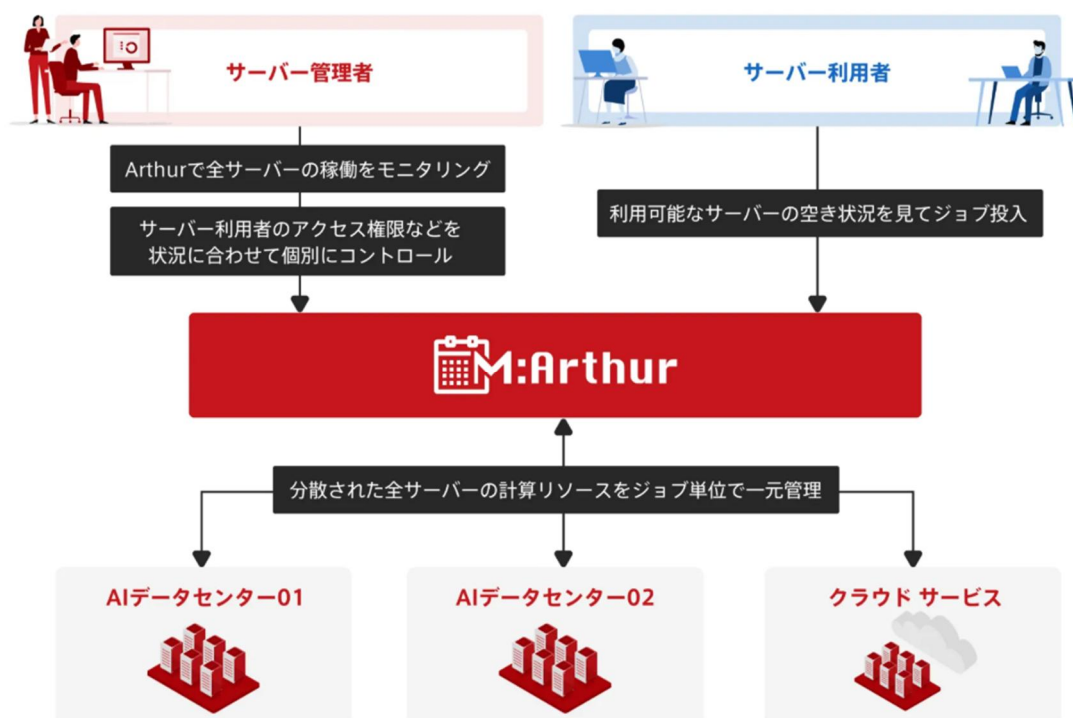 サーバー管理者
サーバー利用者
Arthurで全サーバーの稼働をモニタリング
サーバー利用者のアクセス権限などを
状況に合わせて個別にコントロール
利用可能なサーバーの空き状況を見てジョブ投入
M:Arthur
分散された全サーバーの計算リソースをジョブ単位で一元管理
AIデータセンター01
AIデータセンター02
クラウド サービス